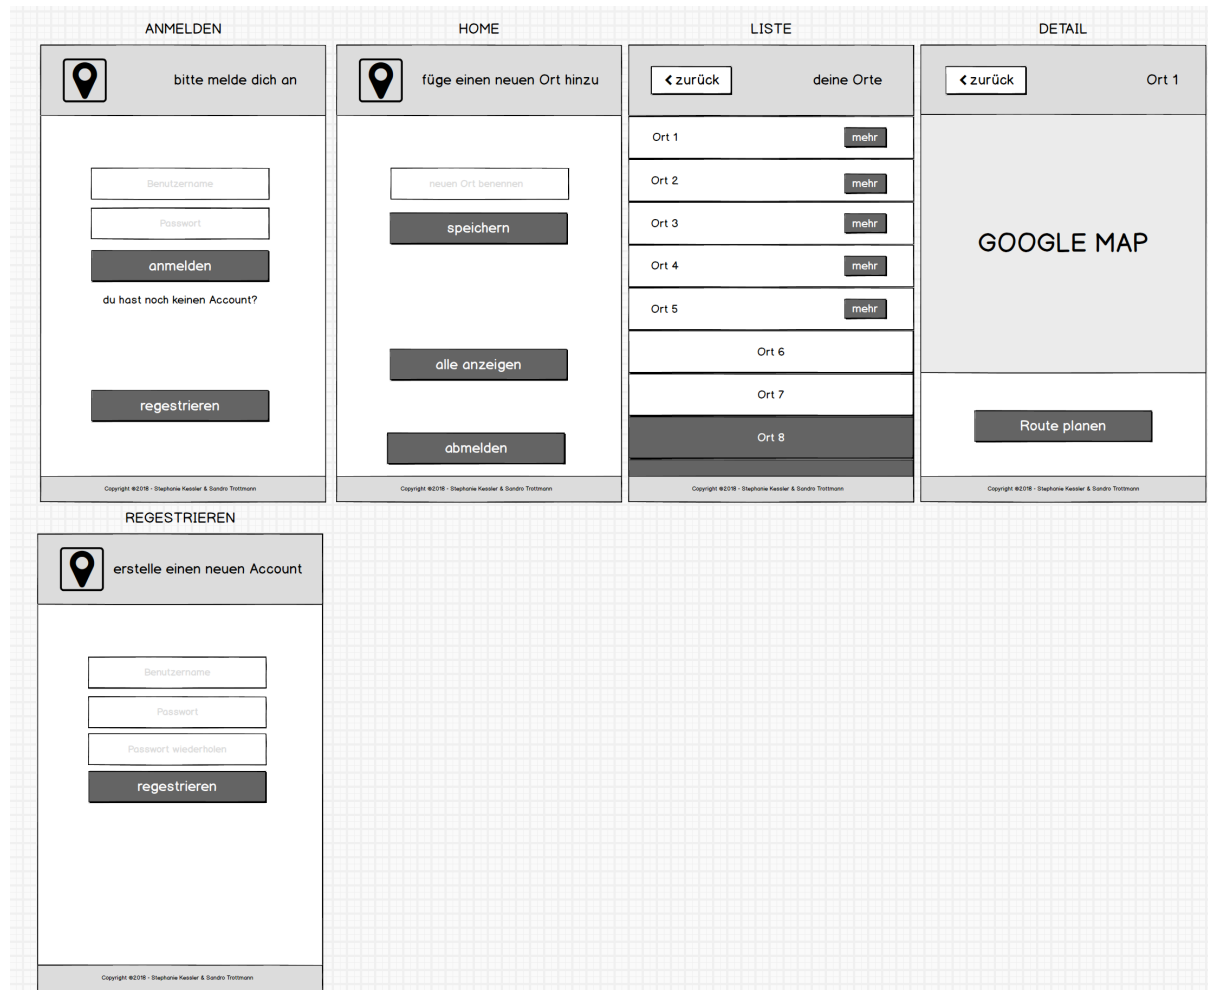 ANMELDEN
bitte melde dich an
Benutzername
Passwort
anmelden
du hast noch keinen Account?
regestrieren
Copyright ©2018 - Stephanie Kessler & Sandro Trottmann
HOME
füge einen neuen Ort hinzu
neuen Ort benennen
speichern
alle anzeigen
abmelden
Copyright ©2018 - Stephanie Kessler & Sandro Trottmann
LISTE
zurück deine Orte
Ort 1 mehr
Ort 2 mehr
Ort 3 mehr
Ort 4 mehr
Ort 5 mehr
Ort 6
Ort 7
Ort 8
Copyright ©2018 - Stephanie Kessler & Sandro Trottmann
DETAIL
zurück Ort 1
GOOGLE MAP
Route planen
Copyright ©2018 - Stephanie Kessler & Sandro Trottmann
REGESTRIEREN
erstelle einen neuen Account
Benutzername
Passwort
Passwort wiederholen
regestrieren
Copyright ©2018 - Stephanie Kessler & Sandro Trottmann